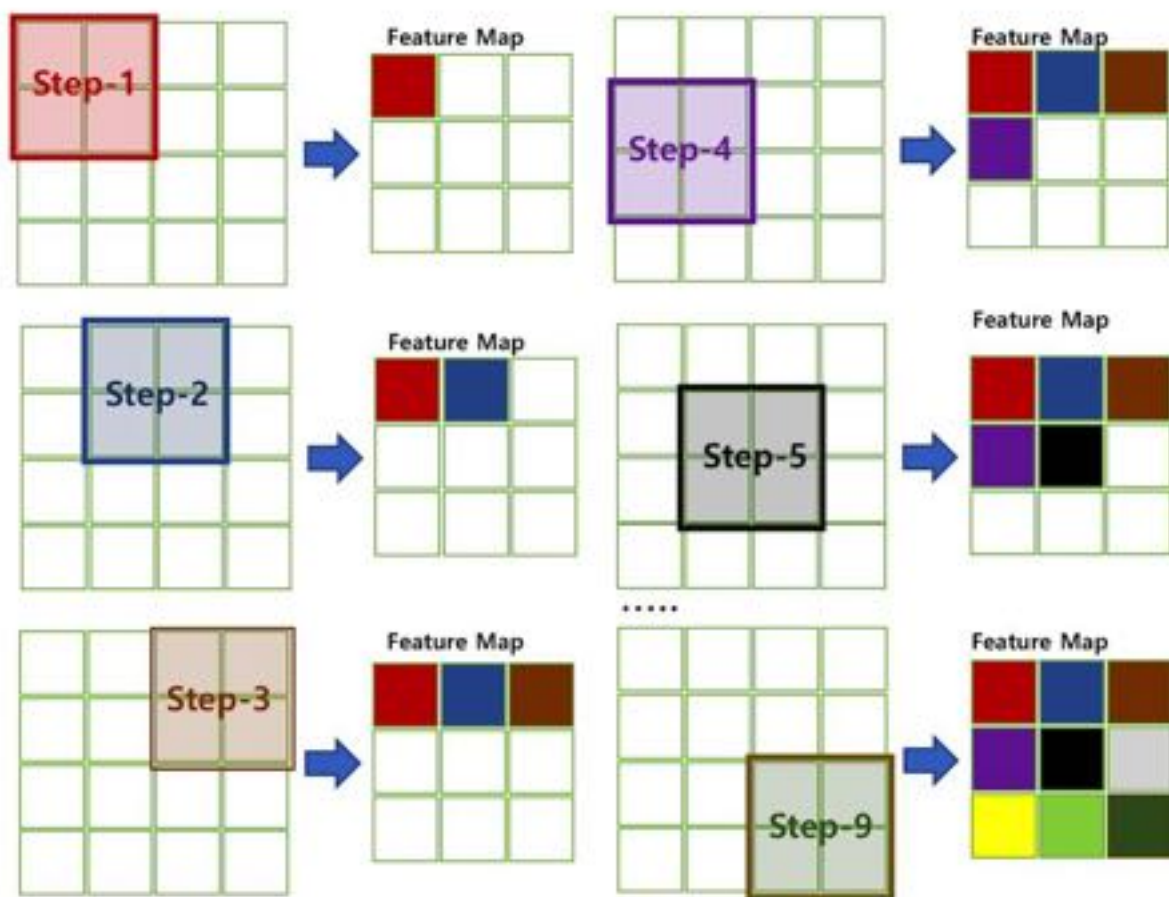 Feature Map
Step-1
Feature Map
Step-4
Feature Map
Step-2
Feature Map
Step-5
.....
Feature Map
Step-3
Feature Map
Step-9